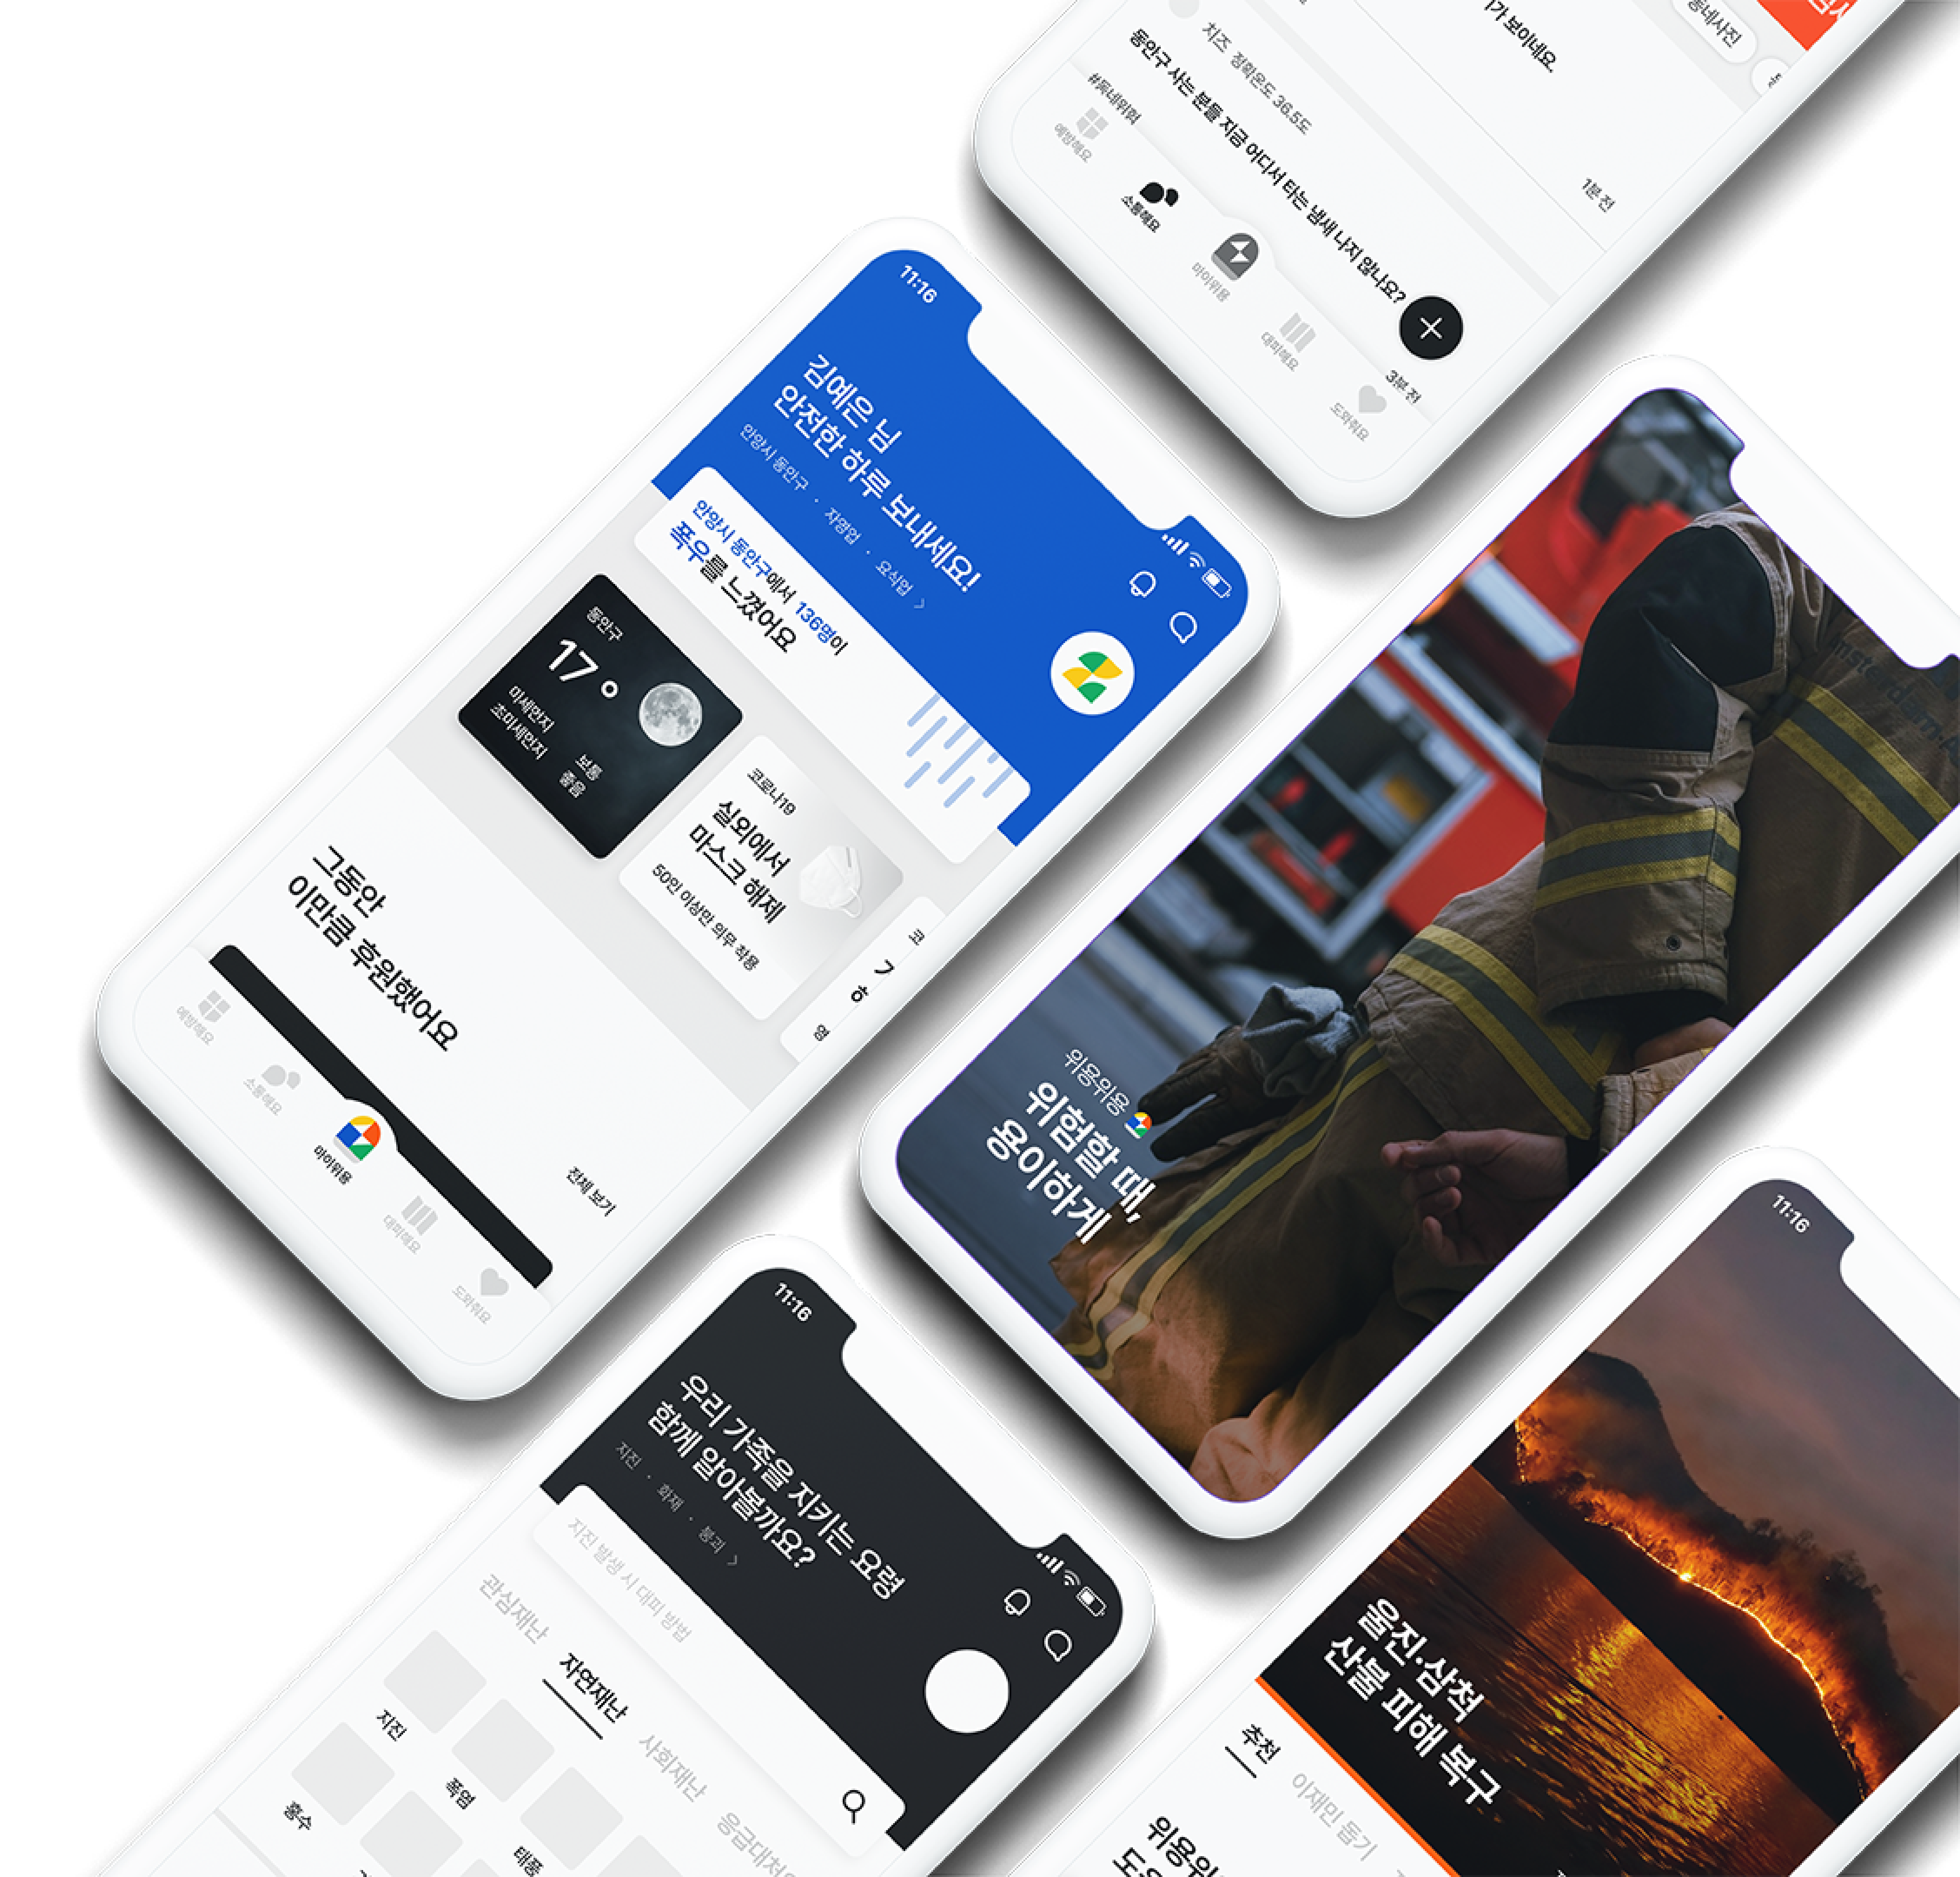 동네사진
가 보이네요.
1분 전
치즈 정확온도 36.5도
동안구 사는 분들 지금 어디서 타는 냄새 나지 않나요?
#동네위험
3분 전
예방해요
소통해요
마이위용
대피해요
도와줘요
11:16
김예은 님
안전한 하루 보내세요!
안양시 동안구 · 자영업 · 요식업 >
안양시 동안구에서 136명이
폭우를 느꼈어요
동안구
17°
미세먼지 보통
초미세먼지 좋음
코로나19
실외에서
마스크 해제
50인 이상만 의무 착용
코
영
그동안
이만큼 후원했어요
전체 보기
예방해요
소통해요
마이위용
대피해요
도와줘요
위용위용
위험할 때,
용이하게
11:16
우리 가족을 지키는 요령
함께 알아볼까요?
지진 · 화재 · 붕괴 >
지진 발생 시 대피 방법
관심재난
자연재난
사회재난
응급대처
지진
폭염
태풍
홍수
11:16
울진·삼척
산불 피해 복구
추천
이재민 돕기
위용위